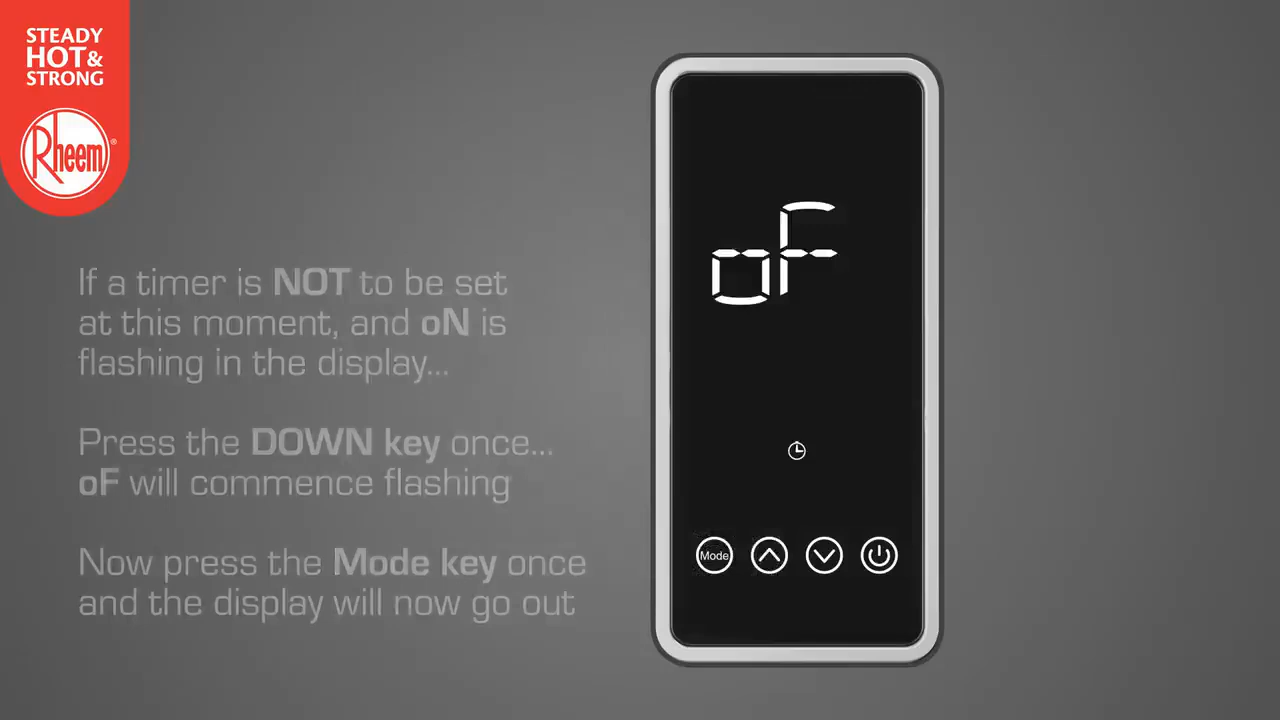 STEADY
HOT&
STRONG
Rheem®
If a timer is NOT to be set
at this moment, and oN is
flashing in the display...
Press the DOWN key once...
oF will commence flashing
Now press the Mode key once
and the display will now go out
oF
Mode